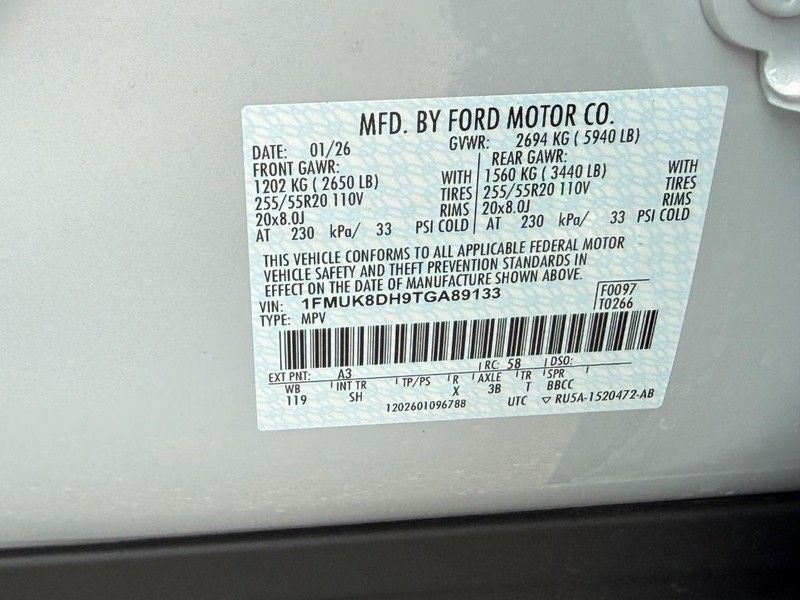 MFD. BY FORD MOTOR CO.
DATE: 01/26 GVWR: 2694 KG ( 5940 LB)
FRONT GAWR: REAR GAWR:
1202 KG ( 2650 LB) WITH 1560 KG ( 3440 LB) WITH
255/55R20 110V TIRES 255/55R20 110V TIRES
20x8.0J RIMS 20x8.0J RIMS
AT 230 kPa/ 33 PSI COLD AT 230 kPa/ 33 PSI COLD
THIS VEHICLE CONFORMS TO ALL APPLICABLE FEDERAL MOTOR
VEHICLE SAFETY AND THEFT PREVENTION STANDARDS IN
EFFECT ON THE DATE OF MANUFACTURE SHOWN ABOVE.
VIN: 1FMUK8DH9TGA89133 F0097
TYPE: MPV T0266
EXT PNT: A3 RC: 58 DSO:
WB INT TR TP/PS R AXLE TR SPR
119 SH X 3B T BBCC
1202601096788 UTC ▽ RU5A-1520472-AB